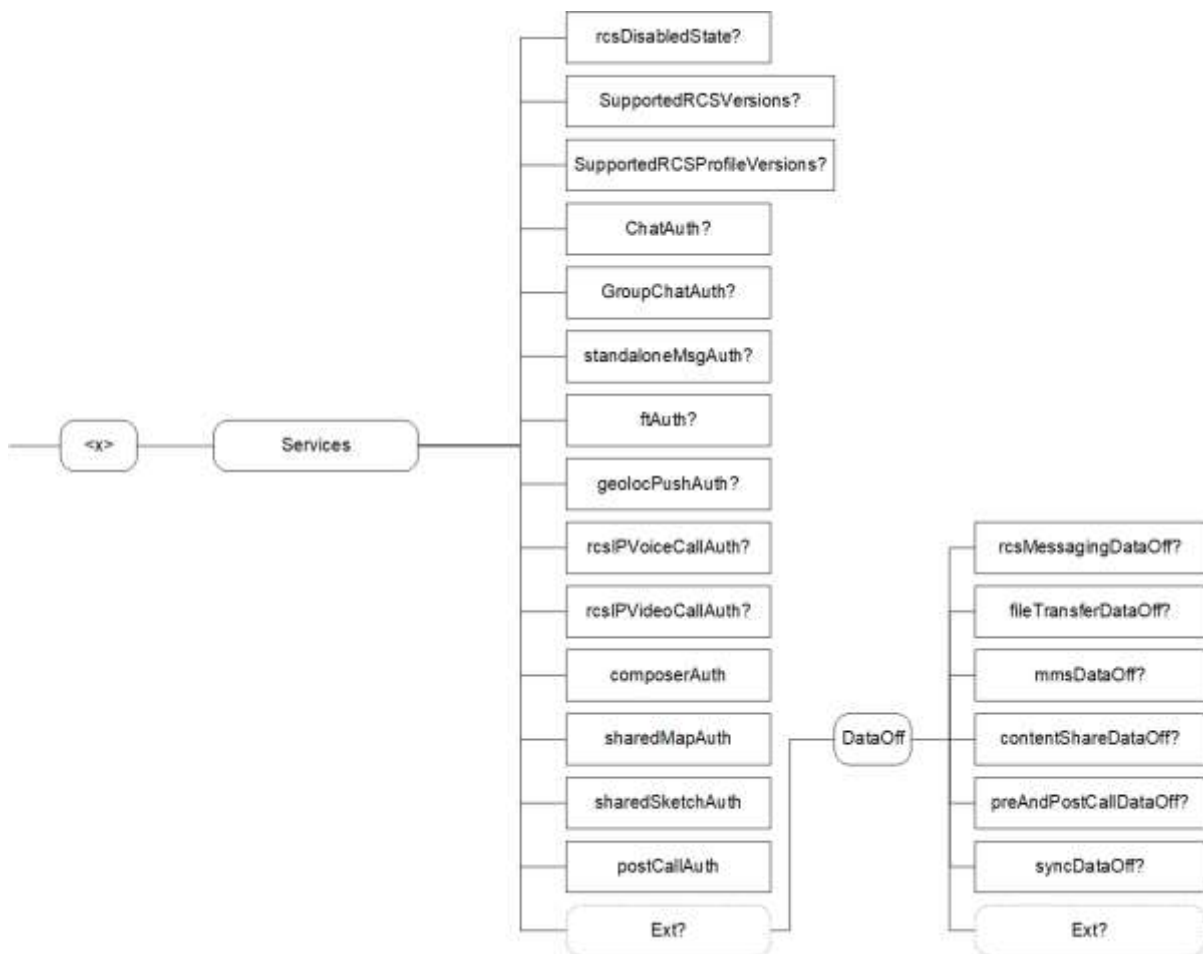 rcsDisabledState?
SupportedRCSVersions?
SupportedRCSProfileVersions?
ChatAuth?
GroupChatAuth?
standaloneMsgAuth?
ftAuth?
<x>
Services
geolocPushAuth?
rcsIPVoiceCallAuth?
rcsMessagingDataOff?
rcsIPVideoCallAuth?
fileTransferDataOff?
composerAuth
mmsDataOff?
sharedMapAuth
DataOff
contentShareDataOff?
sharedSketchAuth
preAndPostCallDataOff?
postCallAuth
syncDataOff?
Ext?
Ext?